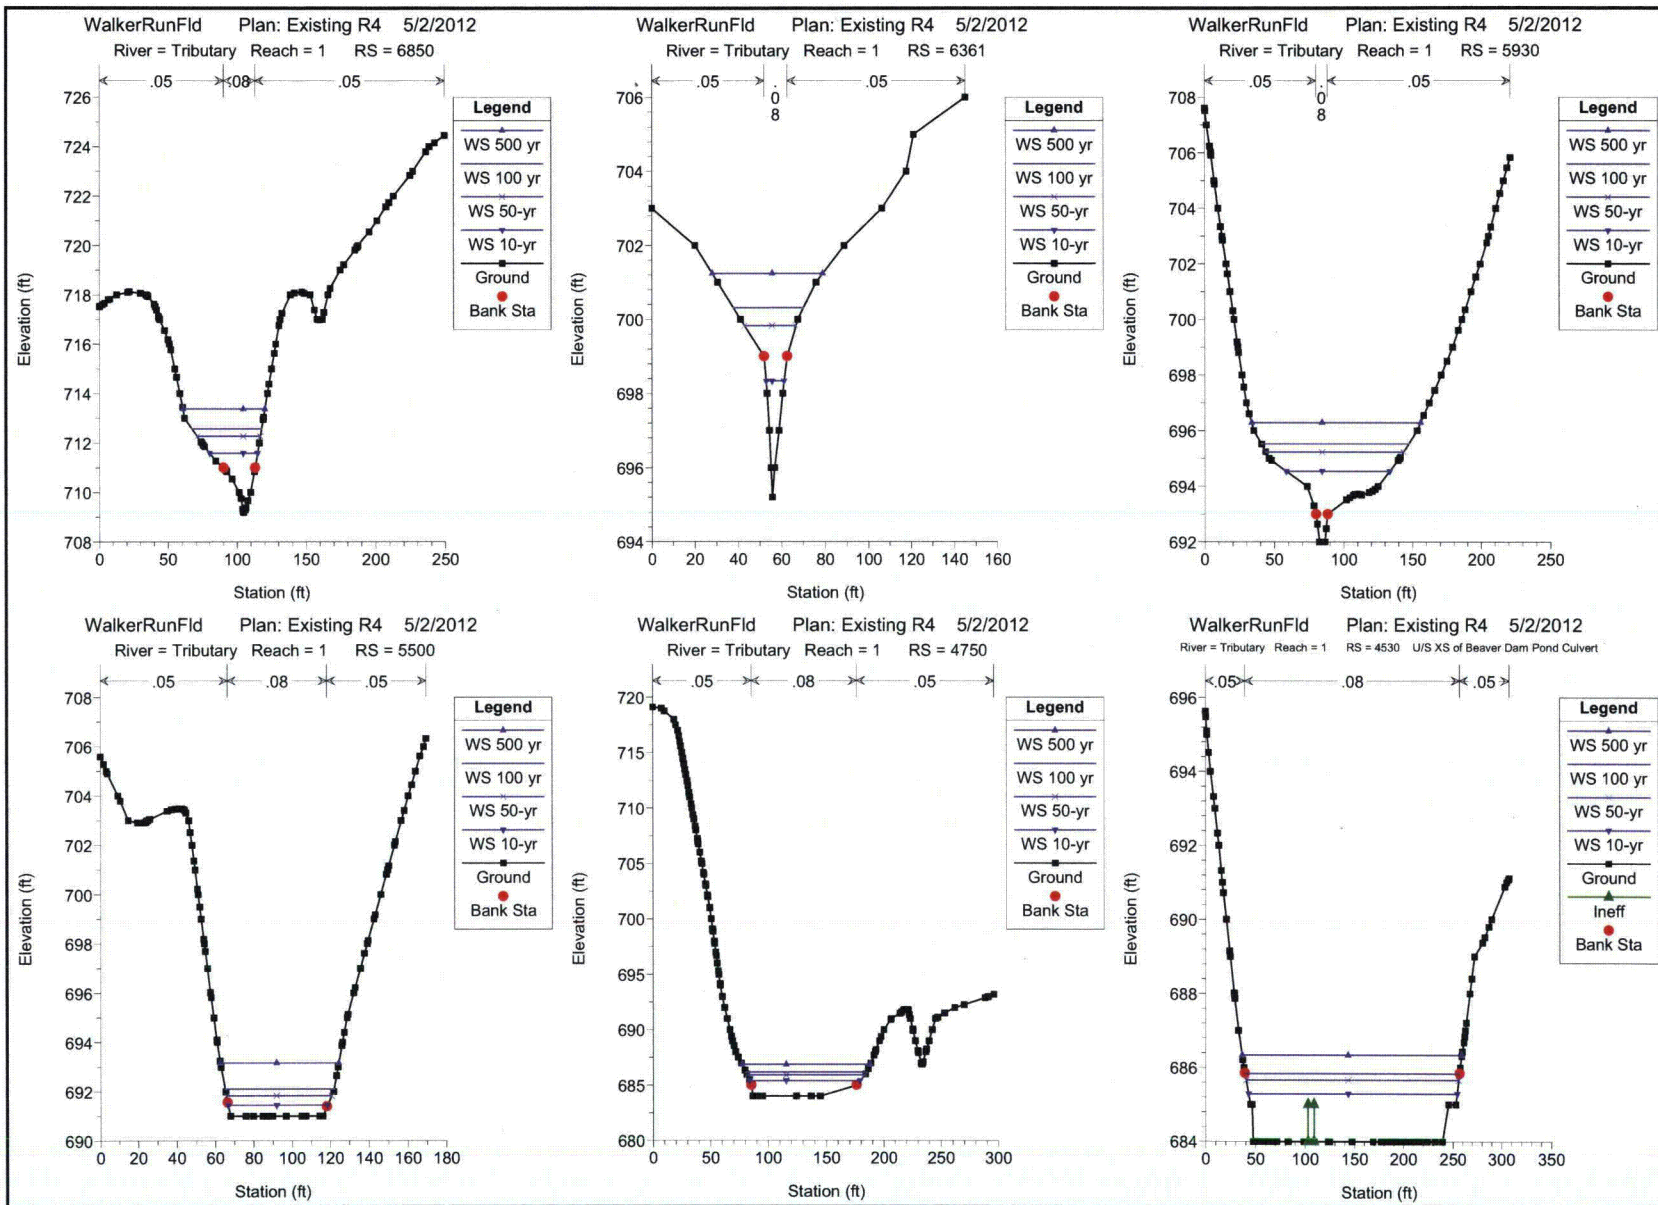 WalkerRunFld Plan: Existing R4 5/2/2012
River = Tributary Reach = 1 RS = 6850
.05 .08 .05
726
724
722
720
718
716
714
712
710
708
0 50 100 150 200 250
Elevation (ft)
Station (ft)
Legend
WS 500 yr
WS 100 yr
WS 50-yr
WS 10-yr
Ground
Bank Sta
WalkerRunFld Plan: Existing R4 5/2/2012
River = Tributary Reach = 1 RS = 6361
.05 .08 .05
706
704
702
700
698
696
694
0 20 40 60 80 100 120 140 160
Elevation (ft)
Station (ft)
Legend
WS 500 yr
WS 100 yr
WS 50-yr
WS 10-yr
Ground
Bank Sta
WalkerRunFld Plan: Existing R4 5/2/2012
River = Tributary Reach = 1 RS = 5930
.05 .08 .05
708
706
704
702
700
698
696
694
692
0 50 100 150 200 250
Elevation (ft)
Station (ft)
Legend
WS 500 yr
WS 100 yr
WS 50-yr
WS 10-yr
Ground
Bank Sta
WalkerRunFld Plan: Existing R4 5/2/2012
River = Tributary Reach = 1 RS = 5500
.05 .08 .05
708
706
704
702
700
698
696
694
692
690
0 20 40 60 80 100 120 140 160 180
Elevation (ft)
Station (ft)
Legend
WS 500 yr
WS 100 yr
WS 50-yr
WS 10-yr
Ground
Bank Sta
WalkerRunFld Plan: Existing R4 5/2/2012
River = Tributary Reach = 1 RS = 4750
.05 .08 .05
720
715
710
705
700
695
690
685
680
0 50 100 150 200 250 300
Elevation (ft)
Station (ft)
Legend
WS 500 yr
WS 100 yr
WS 50-yr
WS 10-yr
Ground
Bank Sta
WalkerRunFld Plan: Existing R4 5/2/2012
River = Tributary Reach = 1 RS = 4530 U/S XS of Beaver Dam Pond Culvert
.05 .08 .05
696
694
692
690
688
686
684
0 50 100 150 200 250 300 350
Elevation (ft)
Station (ft)
Legend
WS 500 yr
WS 100 yr
WS 50-yr
WS 10-yr
Ground
Ineff
Bank Sta